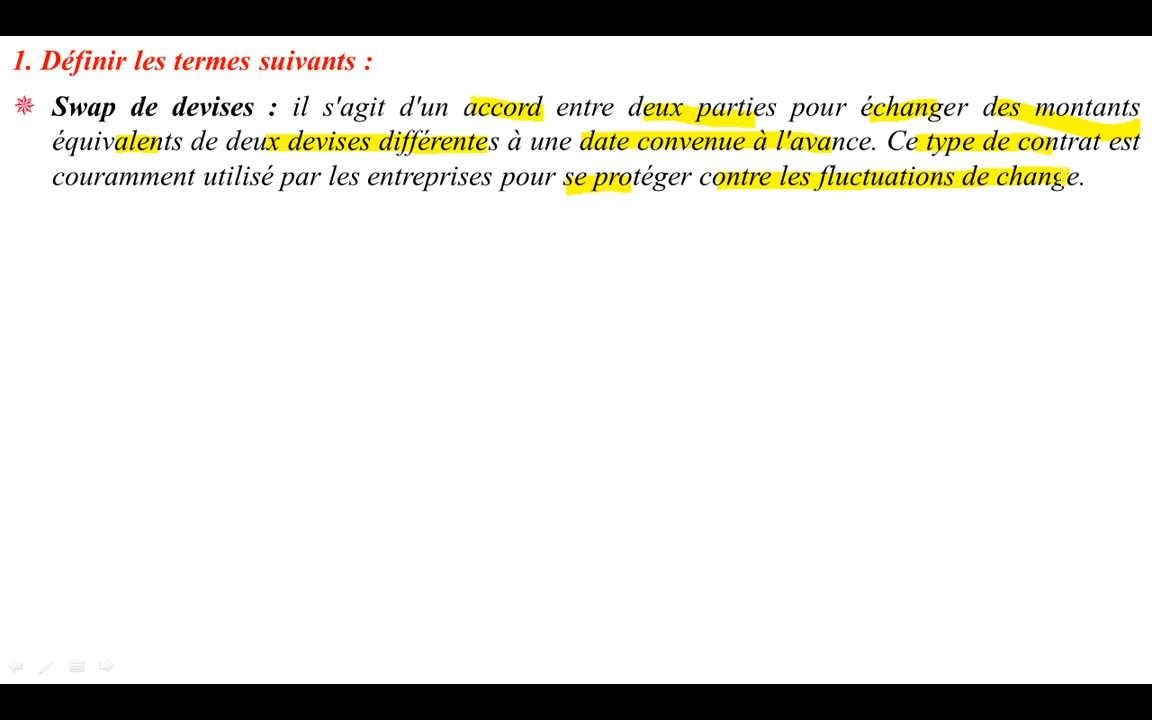 1. Définir les termes suivants :
Swap de devises : il s'agit d'un accord entre deux parties pour échanger des montants
équivalents de deux devises différentes à une date convenue à l'avance. Ce type de contrat est
couramment utilisé par les entreprises pour se protéger contre les fluctuations de change.